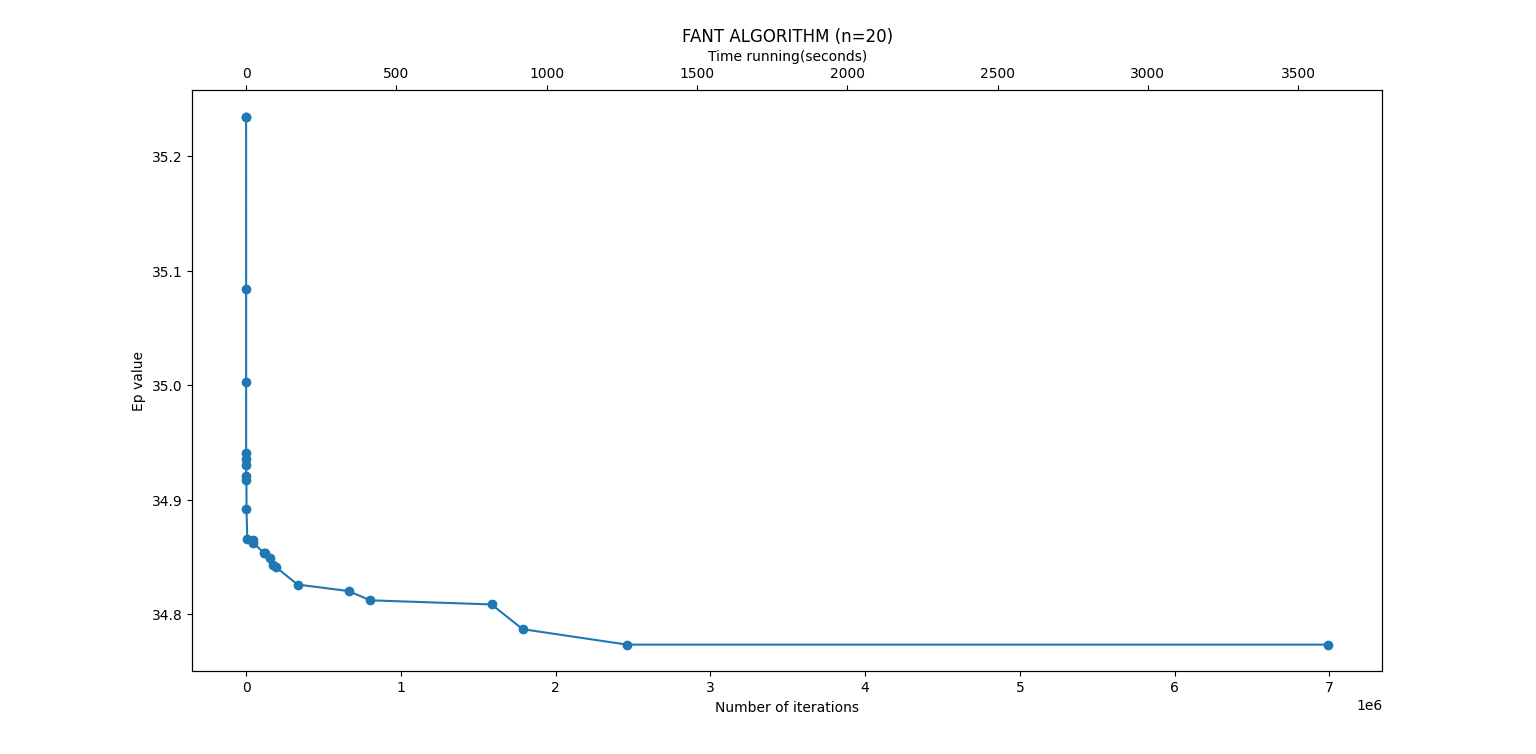 FANT ALGORITHM (n=20)
Time running(seconds)
0 500 1000 1500 2000 2500 3000 3500
35.2
35.1
35.0
34.9
34.8
Ep value
0 1 2 3 4 5 6 7
1e6
Number of iterations